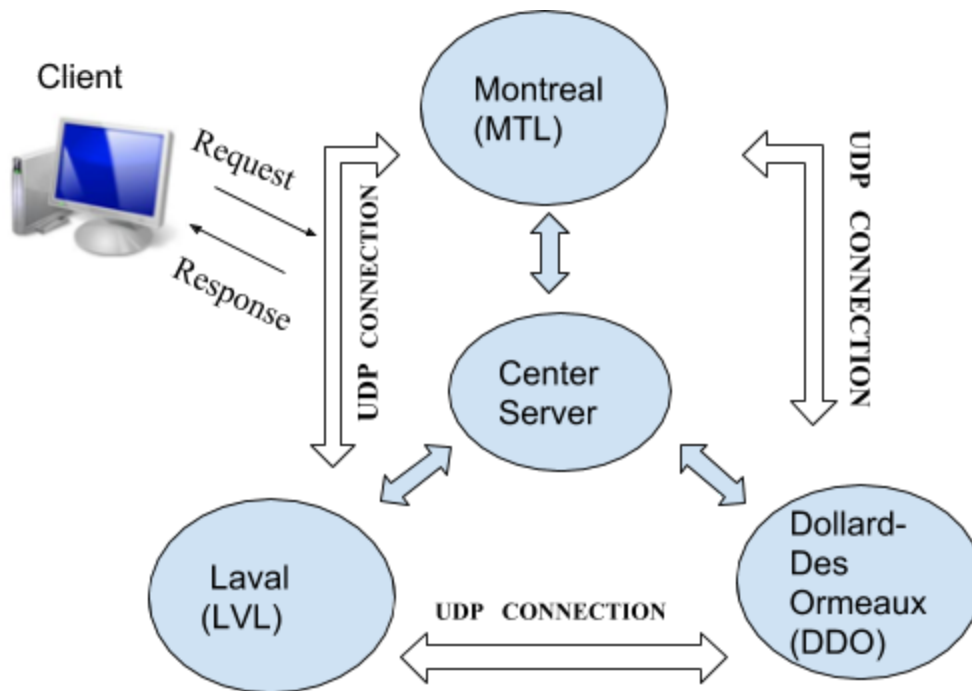 Client
Request
Response
Montreal
(MTL)
UDP CONNECTION
UDP CONNECTION
Center
Server
Laval
(LVL)
UDP CONNECTION
Dollard-
Des
Ormeaux
(DDO)